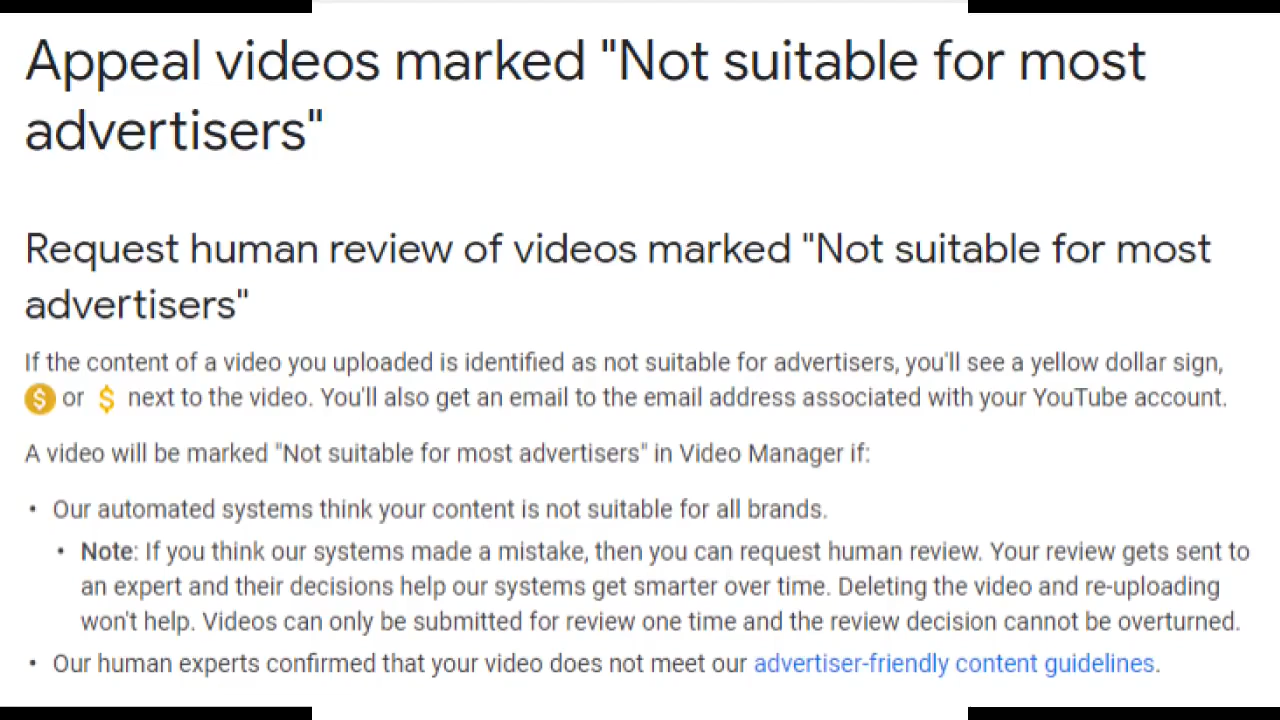 Appeal videos marked "Not suitable for most
advertisers"
Request human review of videos marked "Not suitable for most
advertisers"
If the content of a video you uploaded is identified as not suitable for advertisers, you'll see a yellow dollar sign,
$ or $ next to the video. You'll also get an email to the email address associated with your YouTube account.
A video will be marked "Not suitable for most advertisers" in Video Manager if:
• Our automated systems think your content is not suitable for all brands.
• Note: If you think our systems made a mistake, then you can request human review. Your review gets sent to
an expert and their decisions help our systems get smarter over time. Deleting the video and re-uploading
won't help. Videos can only be submitted for review one time and the review decision cannot be overturned.
• Our human experts confirmed that your video does not meet our advertiser-friendly content guidelines.